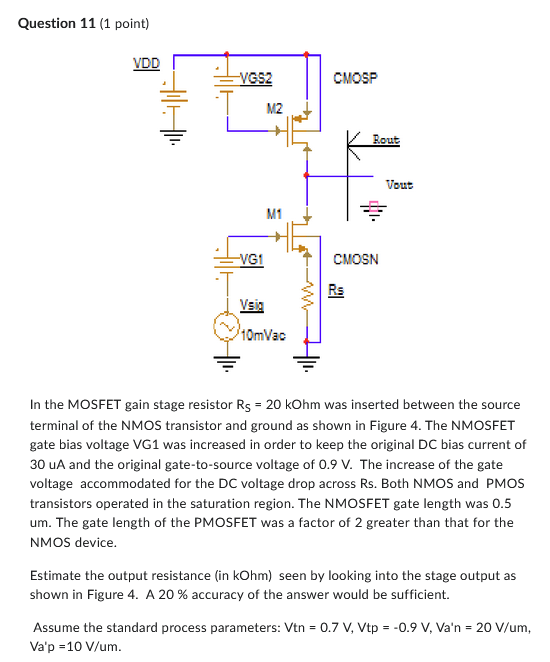 Question 11 (1 point)
VDD
VGS2
CMOSP
M2
Rout
Vout
M1
VG1
CMOSN
Rs
Vsig
10mVac
In the MOSFET gain stage resistor RS = 20 kOhm was inserted between the source
terminal of the NMOS transistor and ground as shown in Figure 4. The NMOSFET
gate bias voltage VG1 was increased in order to keep the original DC bias current of
30 uA and the original gate-to-source voltage of 0.9 V. The increase of the gate
voltage accommodated for the DC voltage drop across Rs. Both NMOS and PMOS
transistors operated in the saturation region. The NMOSFET gate length was 0.5
um. The gate length of the PMOSFET was a factor of 2 greater than that for the
NMOS device.
Estimate the output resistance (in kOhm) seen by looking into the stage output as
shown in Figure 4. A 20 % accuracy of the answer would be sufficient.
Assume the standard process parameters: Vtn = 0.7 V, Vtp = -0.9 V, Va'n = 20 V/um,
Va'p =10 V/um.